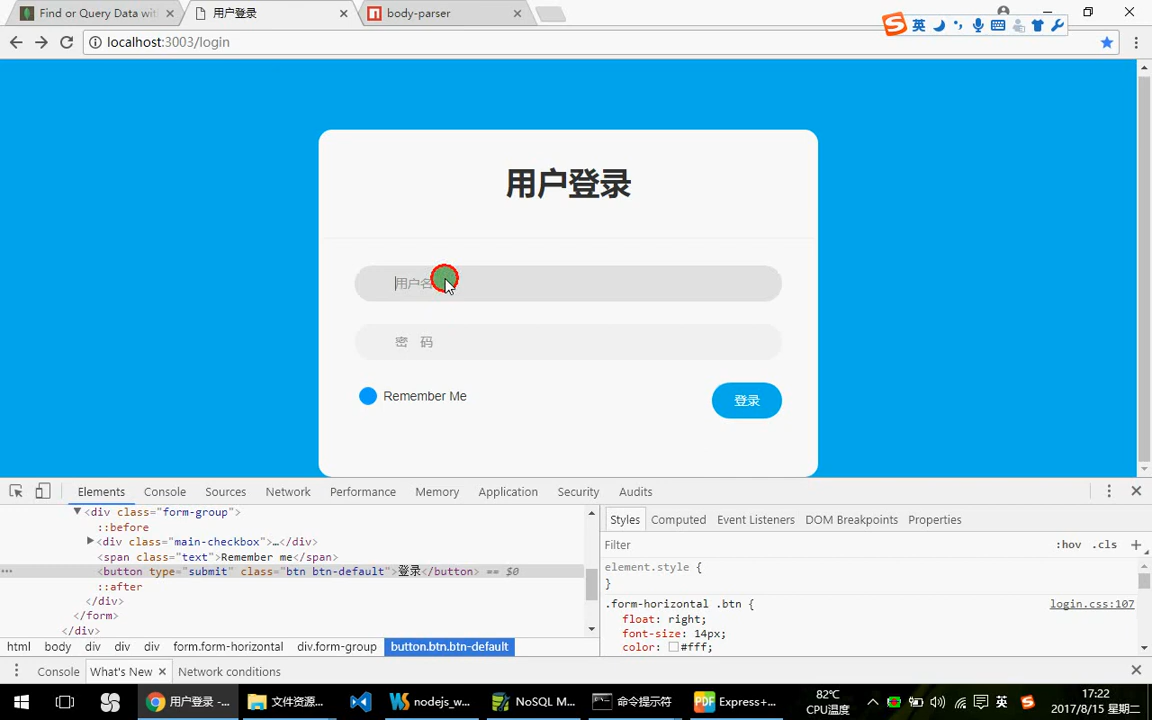 Find or Query Data wit
用户登录
body-parser
英
localhost:3003/login
用户登录
用户名
密 码
Remember Me
登录
Elements Console Sources Network Performance Memory Application Security Audits
<div class="form-group">
::before
<div class="main-checkbox">…</div>
<span class="text">Remember me</span>
<button type="submit" class="btn btn-default">登录</button> == $0
::after
</div>
</form>
</div>
html body div div div form.form-horizontal div.form-group button.btn.btn-default
Styles Computed Event Listeners DOM Breakpoints Properties
Filter
:hov .cls
element.style {
}
.form-horizontal .btn {
login.css:107
float: right;
font-size: 14px;
color: #fff;
Console What's New Network conditions
用户登录 -...
文件资源...
nodejs_w...
NoSQL M...
命令提示符
PDF Express+...
82℃
CPU温度
英
17:22
2017/8/15 星期二